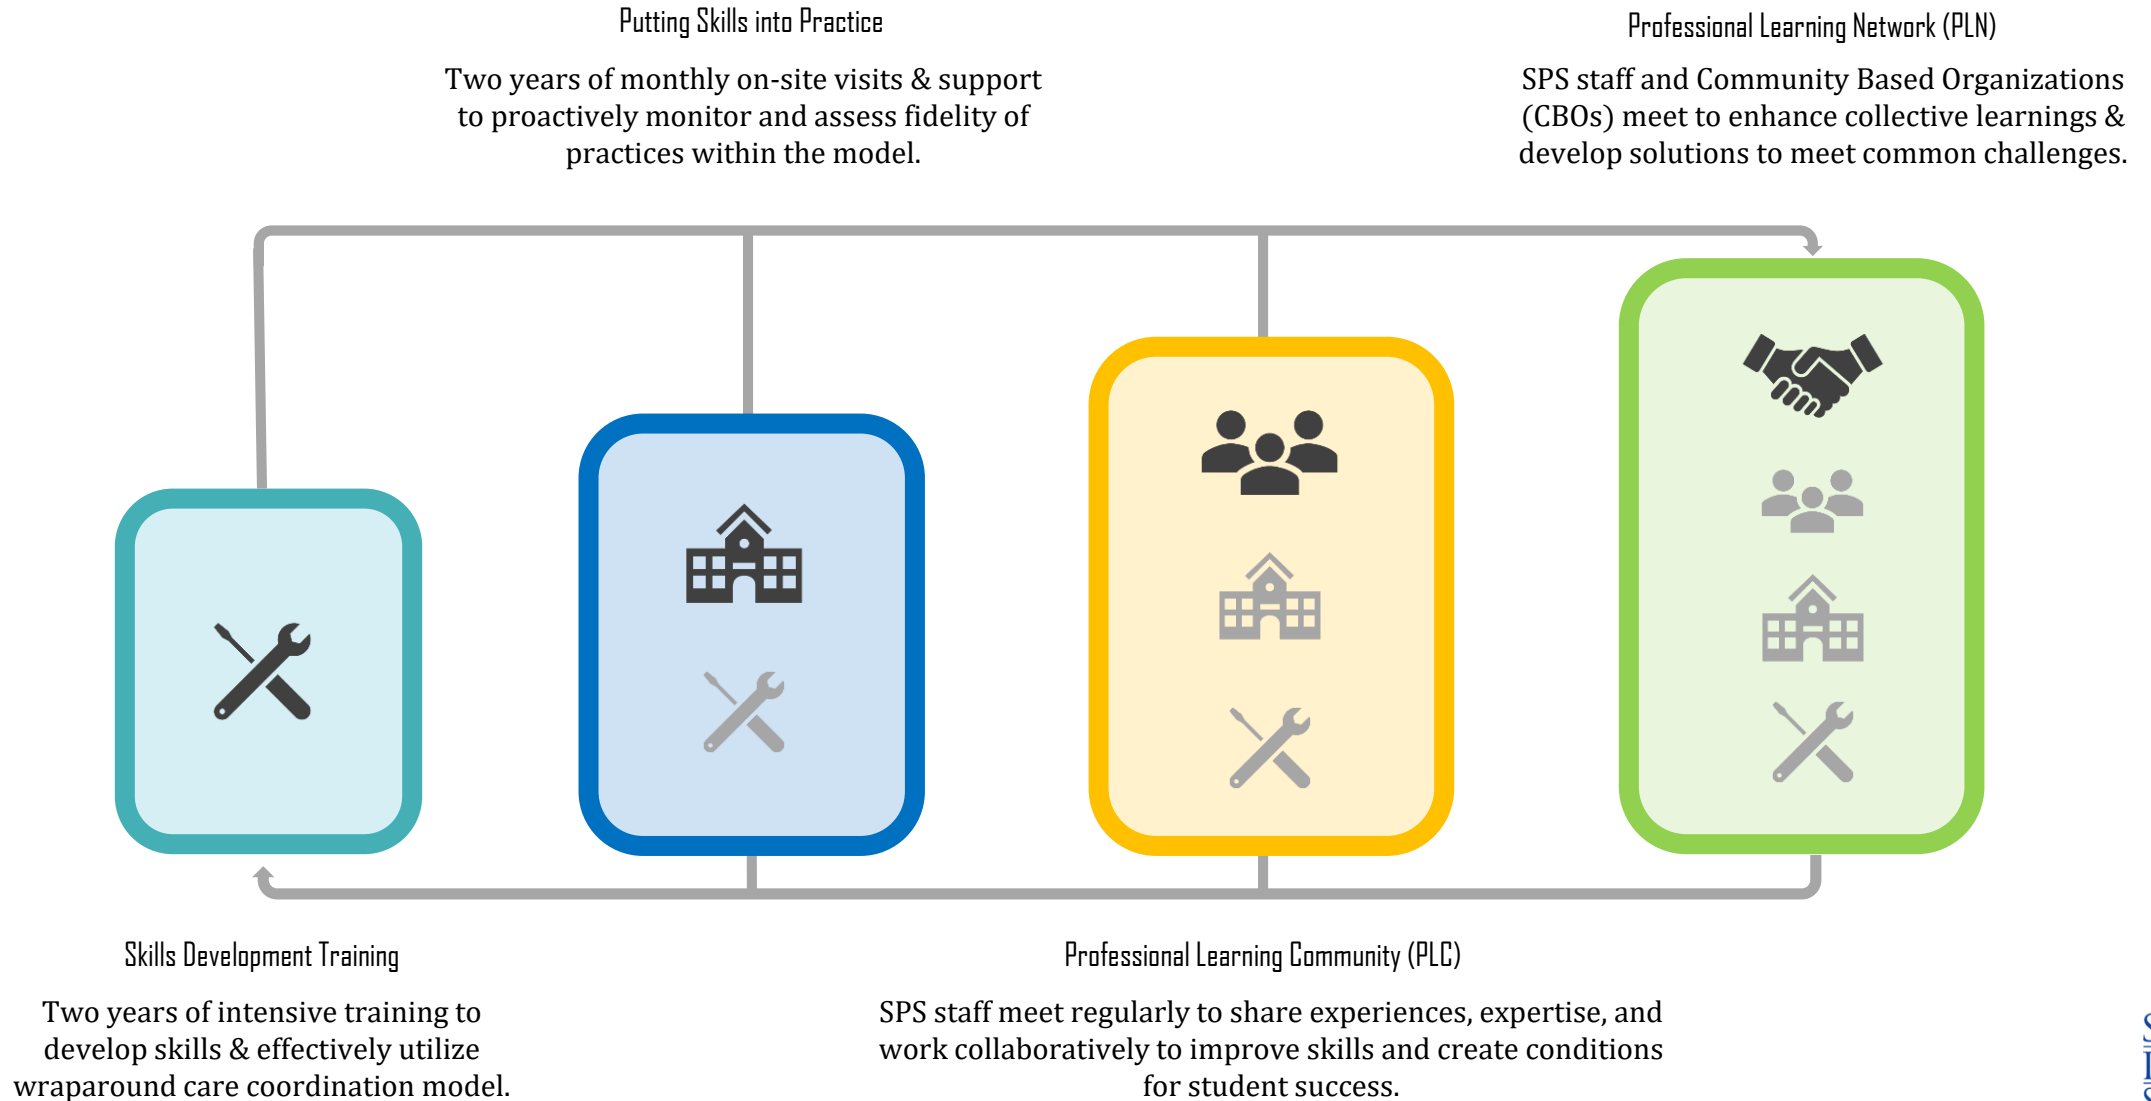 Putting Skills into Practice
Two years of monthly on-site visits & support
to proactively monitor and assess fidelity of
practices within the model.
Professional Learning Network (PLN)
SPS staff and Community Based Organizations
(CBOs) meet to enhance collective learnings &
develop solutions to meet common challenges.
Skills Development Training
Two years of intensive training to
develop skills & effectively utilize
wraparound care coordination model.
Professional Learning Community (PLC)
SPS staff meet regularly to share experiences, expertise, and
work collaboratively to improve skills and create conditions
for student success.